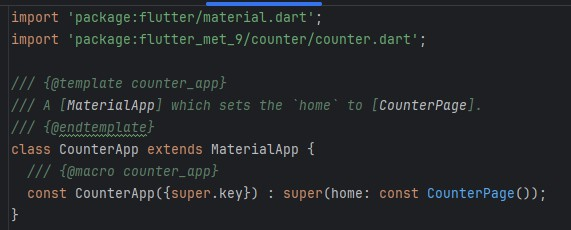 import 'package:flutter/material.dart';
import 'package:flutter_met_9/counter/counter.dart';
/// {@template counter_app}
/// A [MaterialApp] which sets the `home` to [CounterPage].
/// {@endtemplate}
class CounterApp extends MaterialApp {
/// {@macro counter_app}
const CounterApp({super.key}) : super(home: const CounterPage());
}